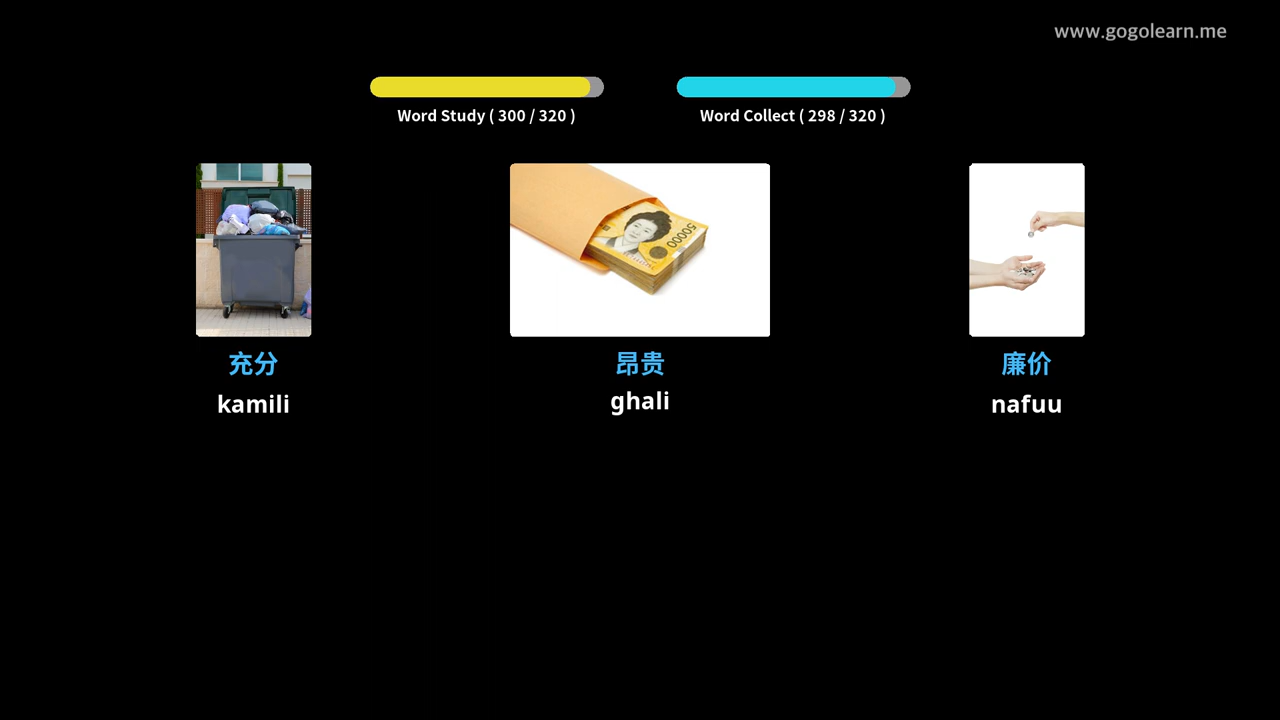 www.gogolearn.me
Word Study ( 300 / 320 )
Word Collect ( 298 / 320 )
50000
充分
昂贵
廉价
kamili
ghali
nafuu